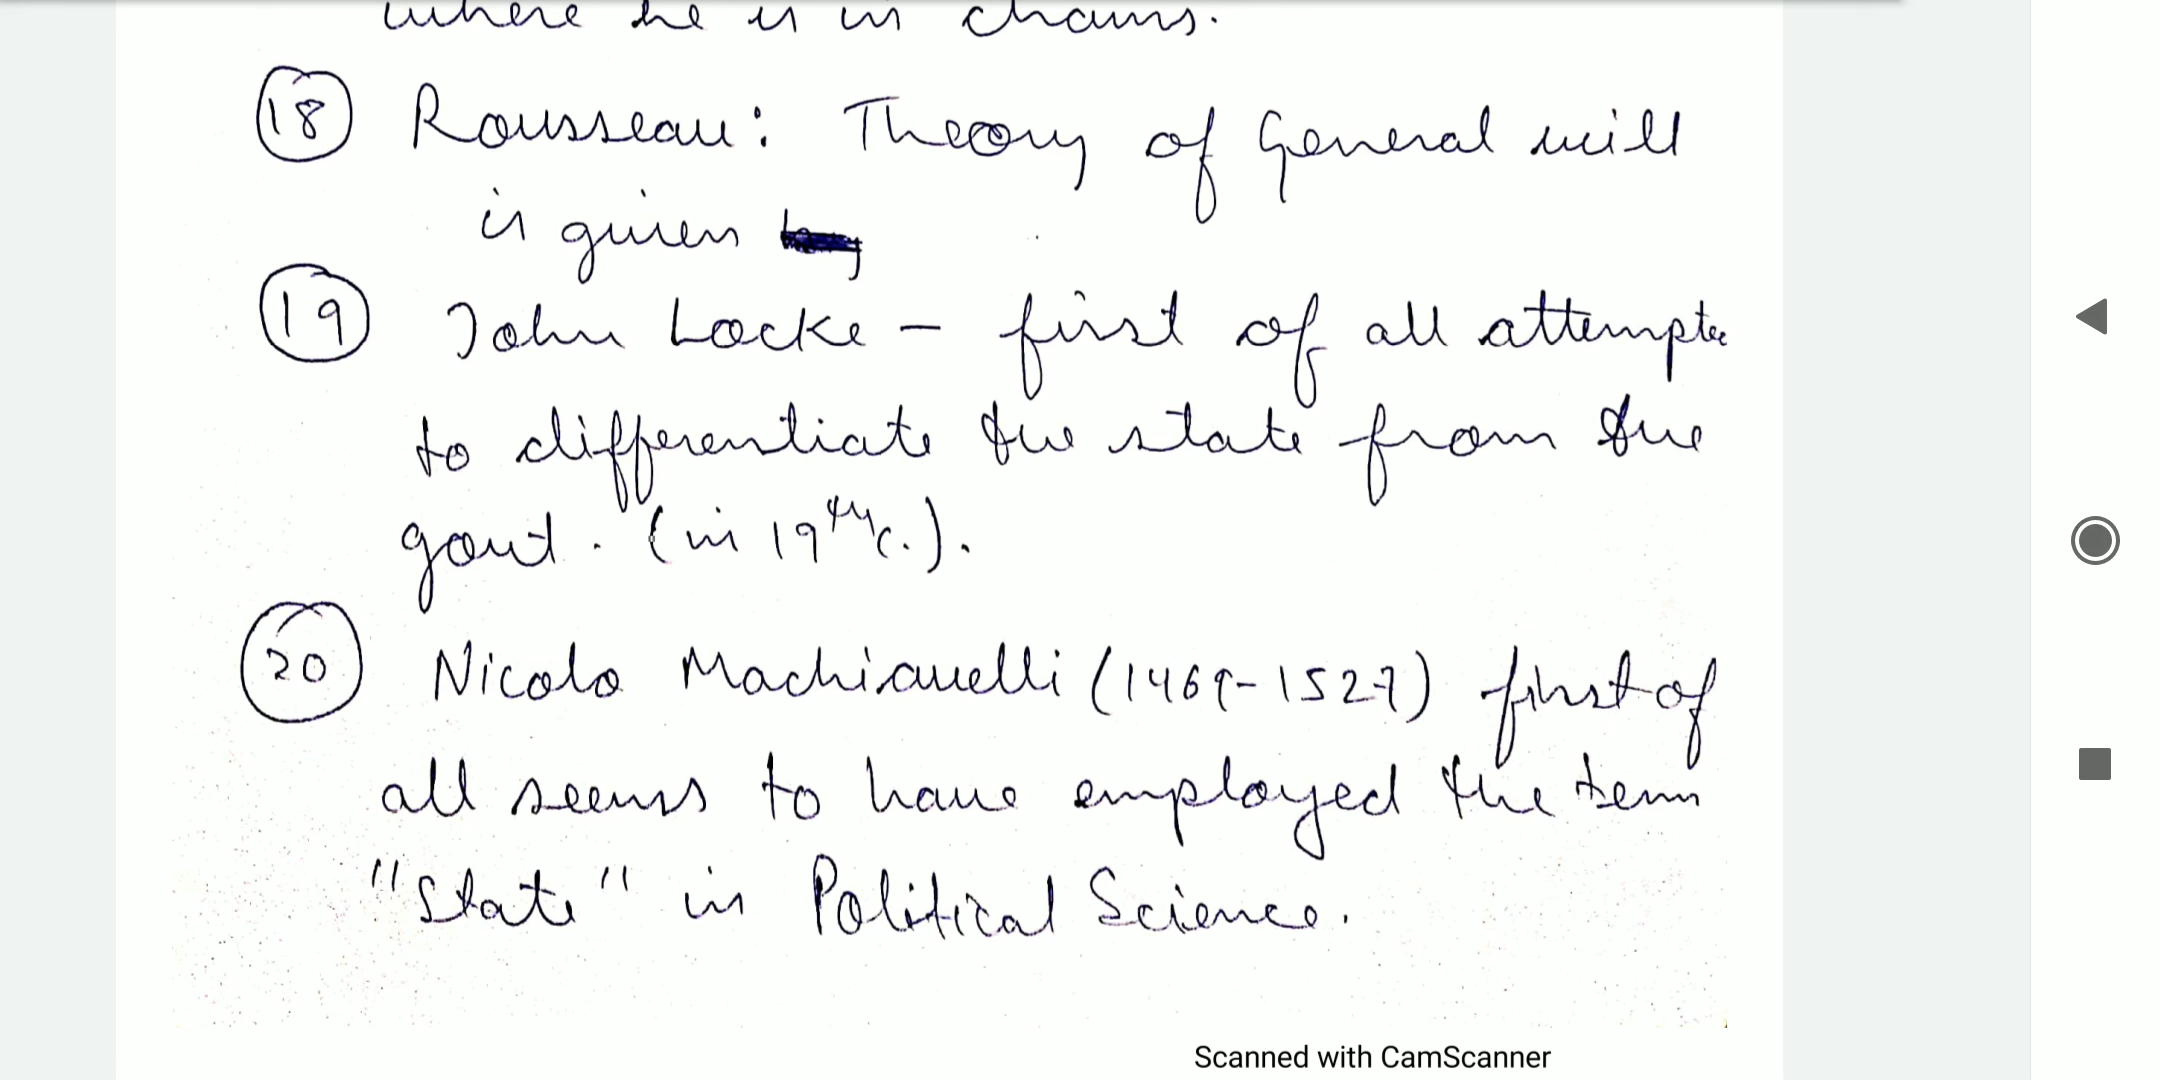 where he is in chains.
18 Rousseau: Theory of General will
is given
19 John Locke – first of all attempte
to differentiate the state from the
govt. (in 19th c.).
20 Nicolo Machiavelli (1469-1527) first of
all seems to have employed the term
"State" in Political Science.
Scanned with CamScanner